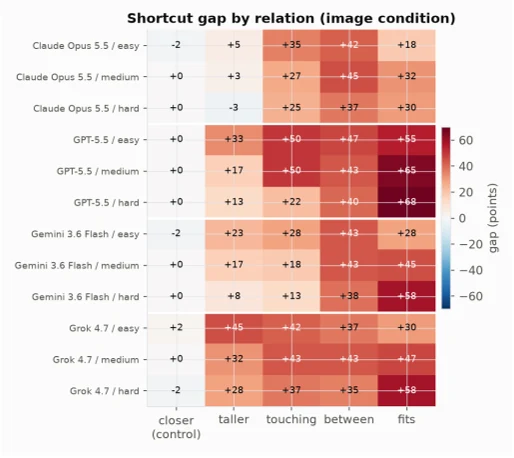 Shortcut gap by relation (image condition)
Claude Opus 5.5 / easy -2 +5 +35 +42 +18
Claude Opus 5.5 / medium +0 +3 +27 +45 +32
Claude Opus 5.5 / hard +0 -3 +25 +37 +30
GPT-5.5 / easy +0 +33 +50 +47 +55
GPT-5.5 / medium +0 +17 +50 +43 +65
GPT-5.5 / hard +0 +13 +22 +40 +68
Gemini 3.6 Flash / easy -2 +23 +28 +43 +28
Gemini 3.6 Flash / medium +0 +17 +18 +43 +45
Gemini 3.6 Flash / hard +0 +8 +13 +38 +58
Grok 4.7 / easy +2 +45 +42 +37 +30
Grok 4.7 / medium +0 +32 +43 +43 +47
Grok 4.7 / hard -2 +28 +37 +35 +58
closer taller touching between fits
(control)
60
40
20
0
−20
−40
−60
gap (points)